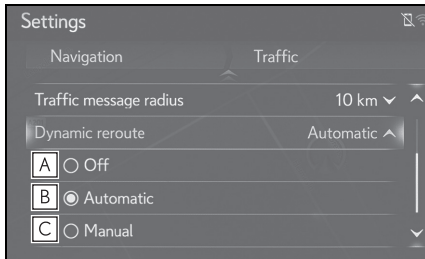 Settings
Navigation Traffic
Traffic message radius 10 km
Dynamic reroute Automatic
A Off
B Automatic
C Manual